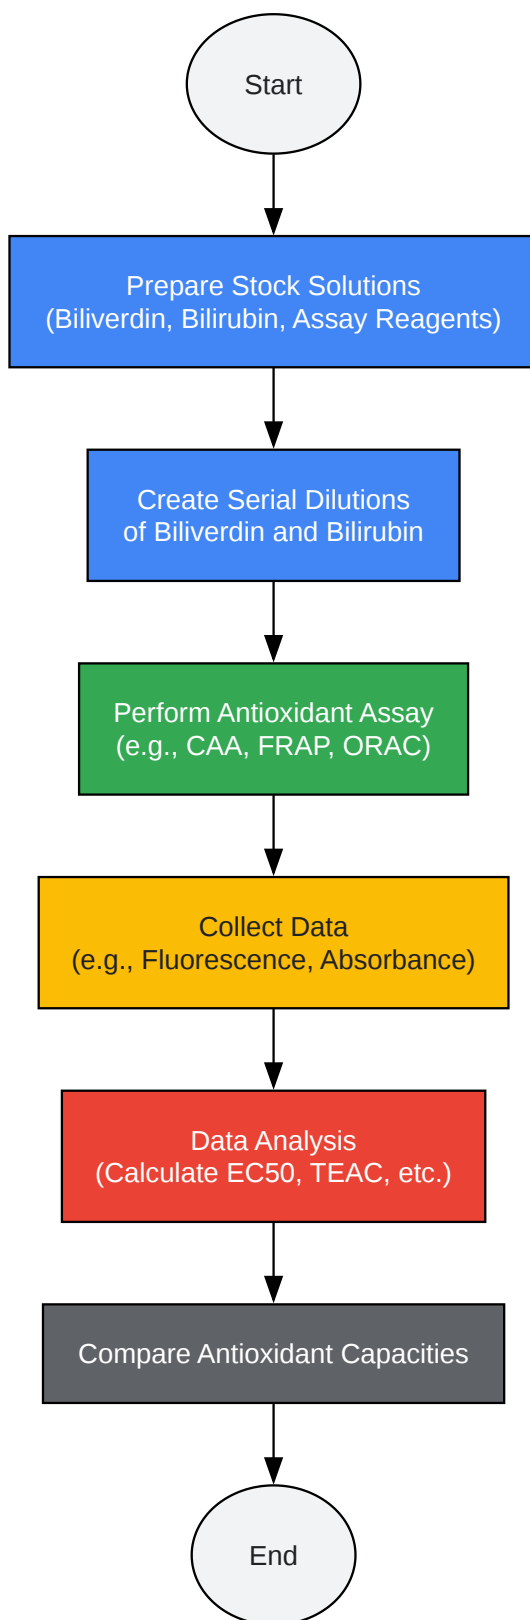 Start
Prepare Stock Solutions
(Biliverdin, Bilirubin, Assay Reagents)
Create Serial Dilutions
of Biliverdin and Bilirubin
Perform Antioxidant Assay
(e.g., CAA, FRAP, ORAC)
Collect Data
(e.g., Fluorescence, Absorbance)
Data Analysis
(Calculate EC50, TEAC, etc.)
Compare Antioxidant Capacities
End